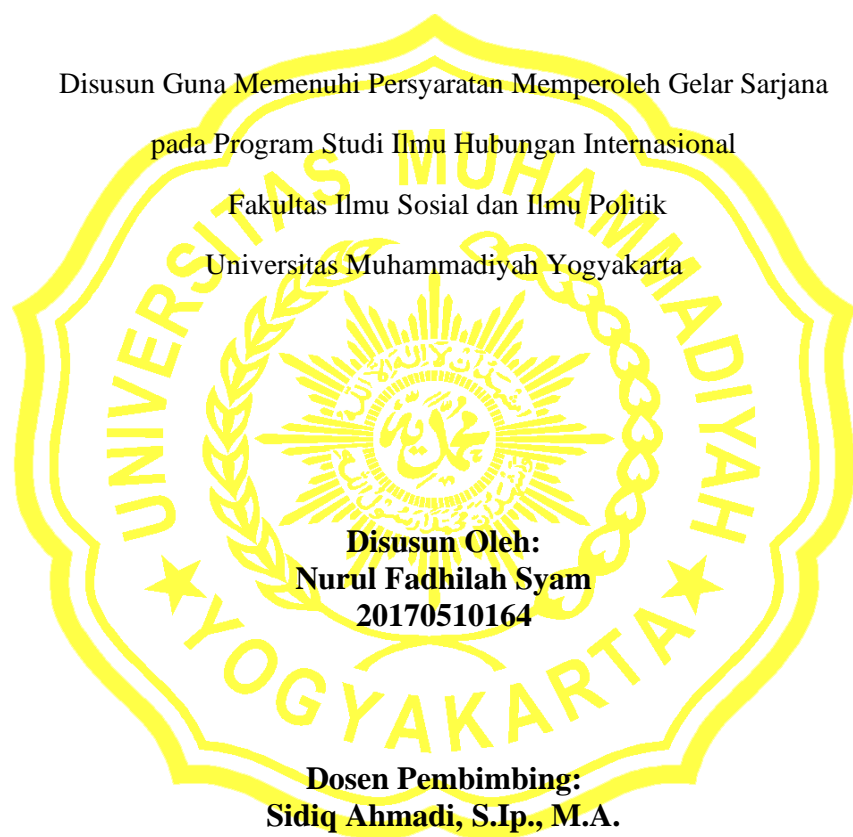 Disusun Guna Memenuhi Persyaratan Memperoleh Gelar Sarjana
pada Program Studi Ilmu Hubungan Internasional
Fakultas Ilmu Sosial dan Ilmu Politik
Universitas Muhammadiyah Yogyakarta
UNIVERSITAS MUHAMMADIYAH
YOGYAKARTA
محمدية
Disusun Oleh:
Nurul Fadhilah Syam
20170510164
Dosen Pembimbing:
Sidiq Ahmadi, S.Ip., M.A.